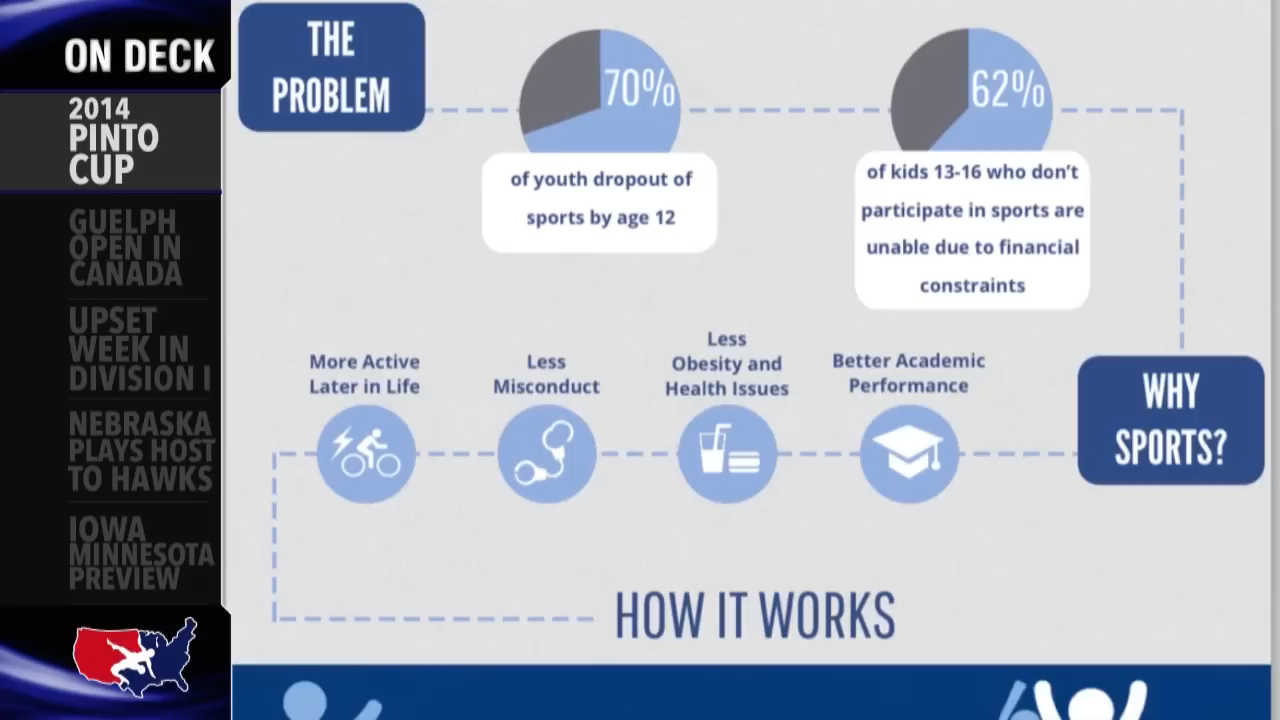 ON DECK
2014
PINTO
CUP
GUELPH
OPEN IN
CANADA
UPSET
WEEK IN
DIVISION I
NEBRASKA
PLAYS HOST
TO HAWKS
IOWA
MINNESOTA
PREVIEW
THE
PROBLEM
70%
of youth dropout of
sports by age 12
62%
of kids 13-16 who don't
participate in sports are
unable due to financial
constraints
More Active
Later in Life
Less
Misconduct
Less
Obesity and
Health Issues
Better Academic
Performance
WHY
SPORTS?
HOW IT WORKS